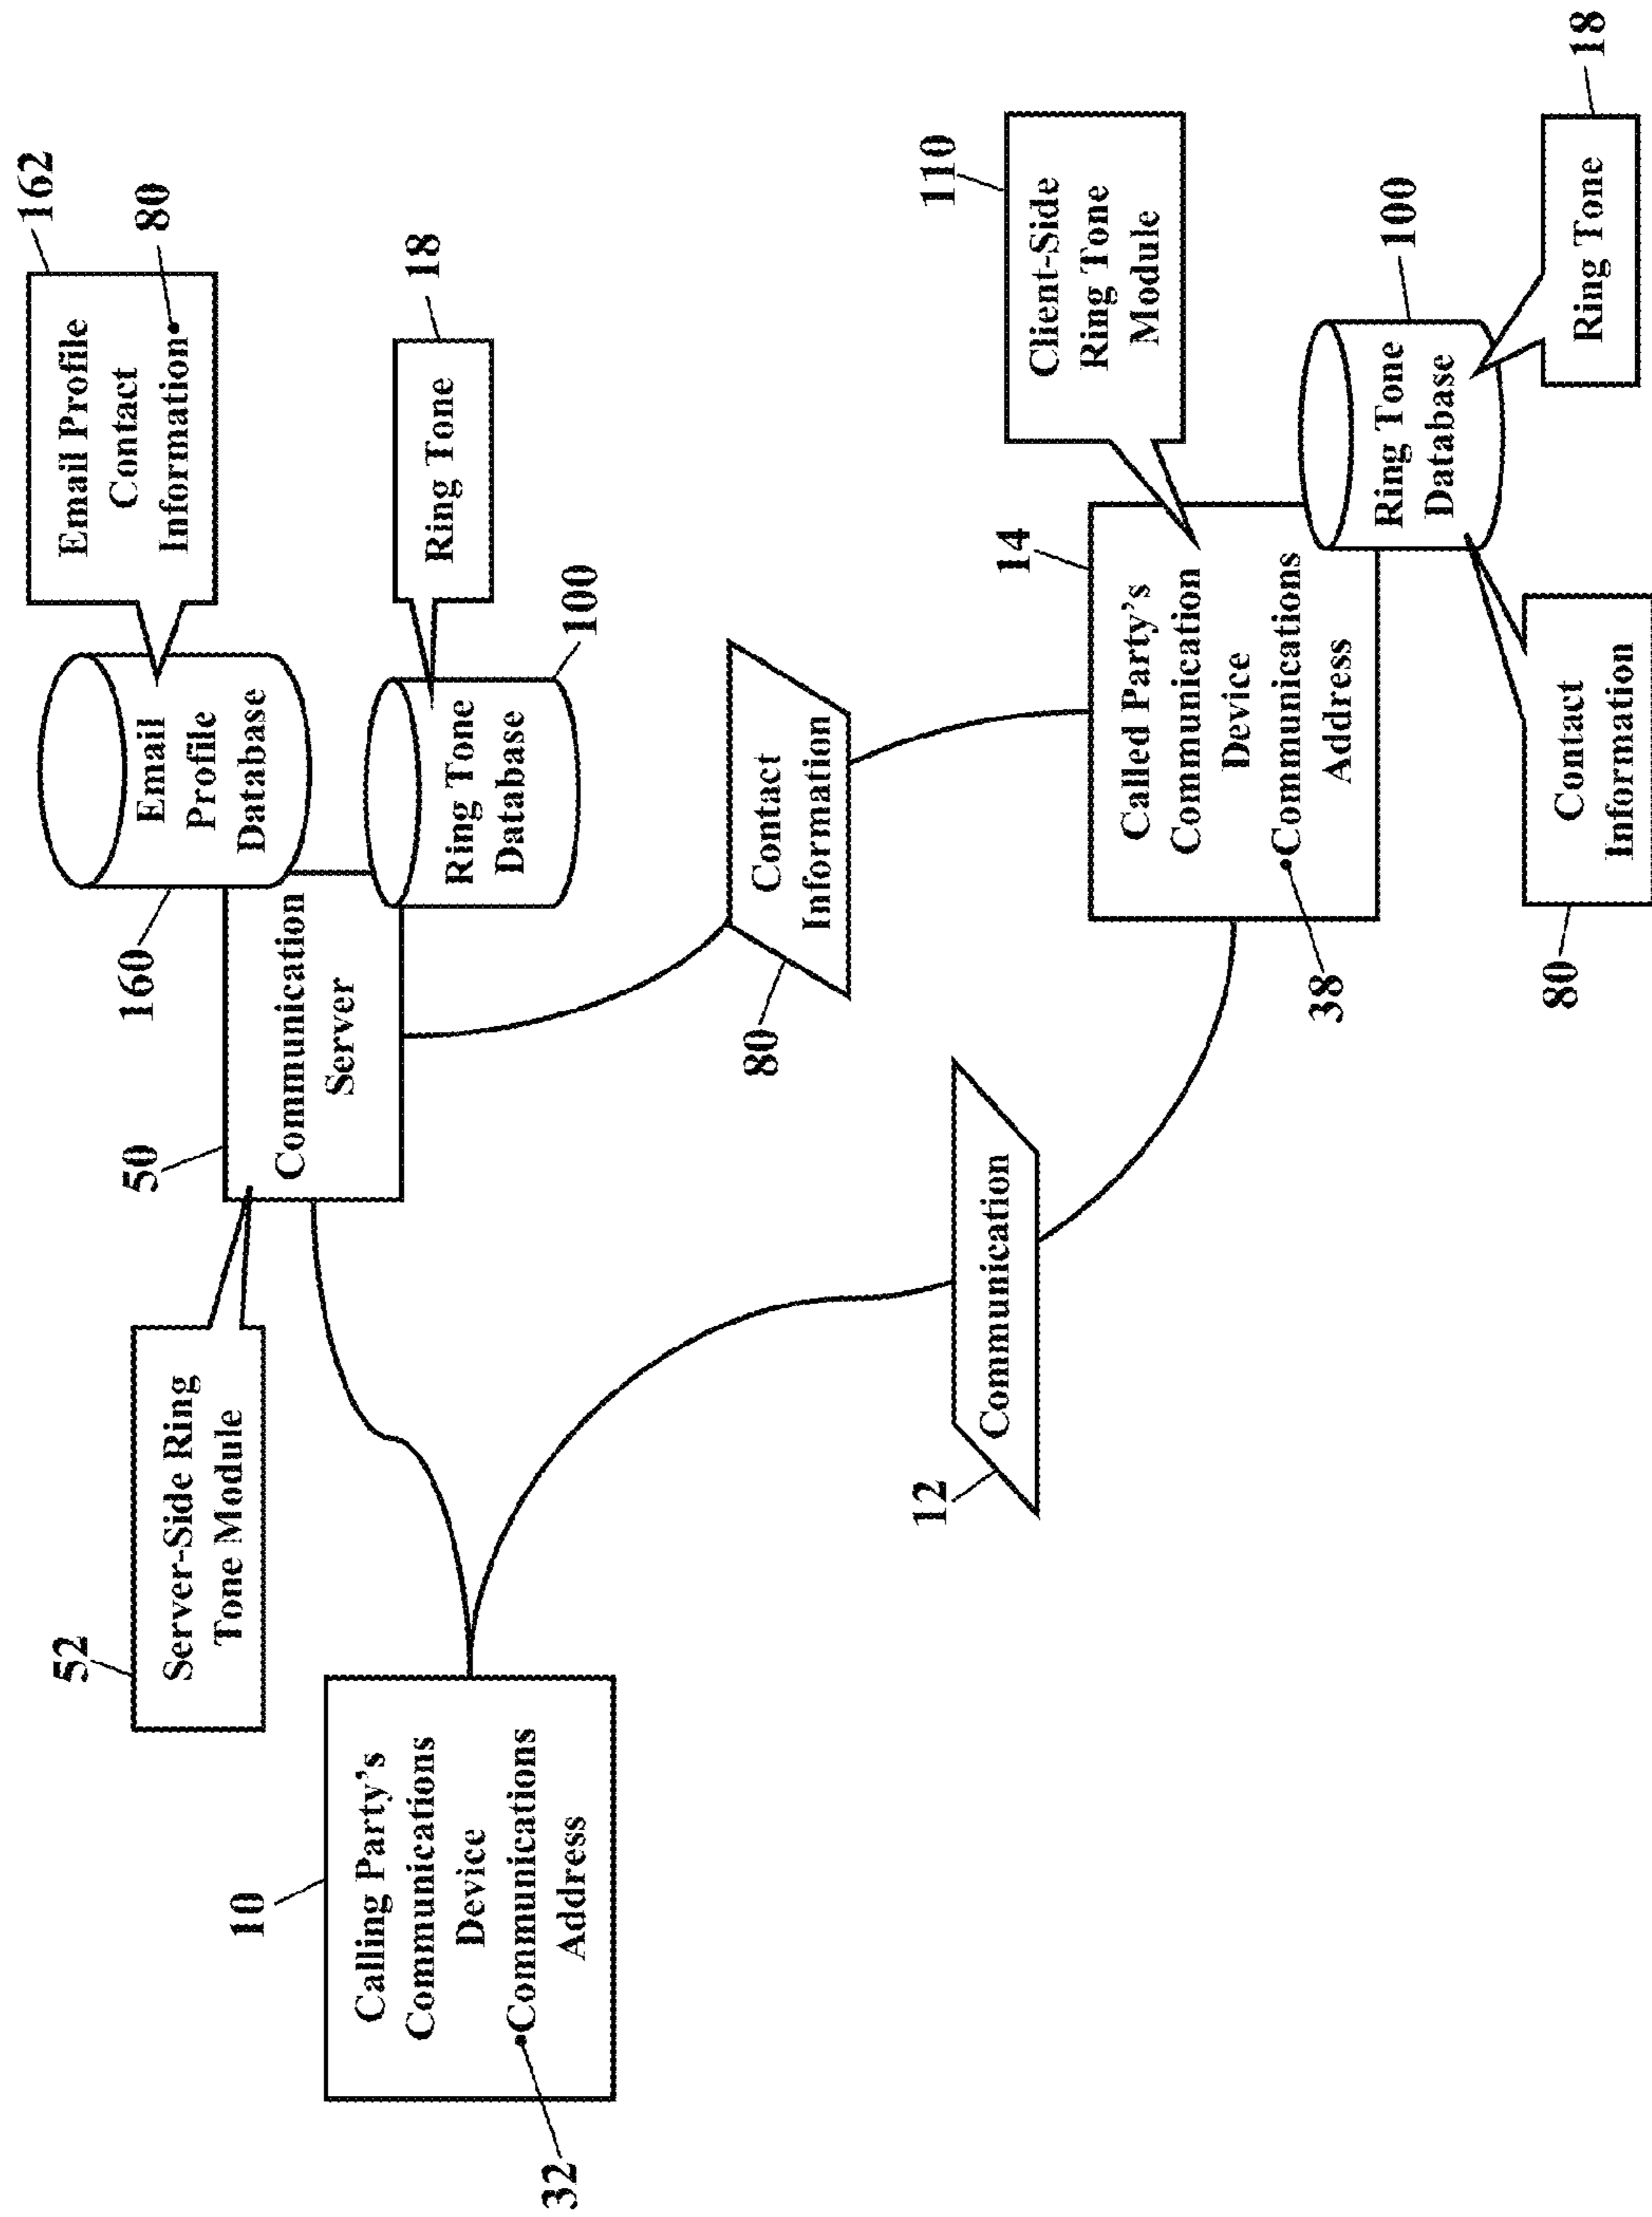 162
Email Profile
Contact
Information
80
Email
Profile
Database
160
18
Ring Tone
Ring Tone
Database
100
50
Communication
Server
52
Server-Side Ring
Tone Module
10
Calling Party's
Communications
Device
Communications
Address
32
Contact
Information
80
12
Communication
110
Client-Side
Ring Tone
Module
14
Called Party's
Communication
Device
Communications
Address
38
100
Ring Tone
Database
18
Ring Tone
Contact
Information
80